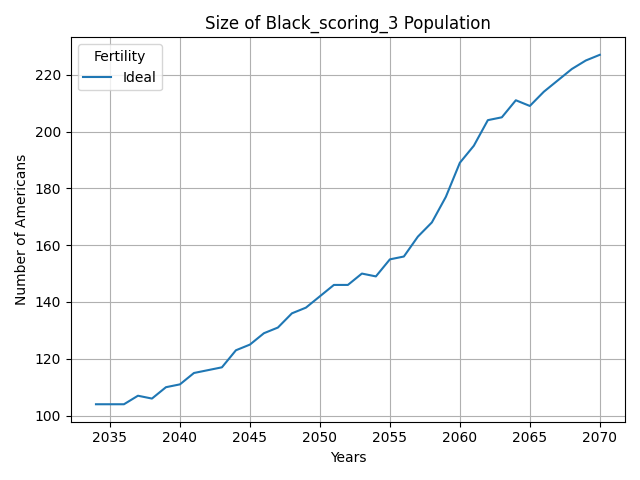 Size of Black_scoring_3 Population
Fertility
Ideal
Number of Americans
220
200
180
160
140
120
100
2035 2040 2045 2050 2055 2060 2065 2070
Years